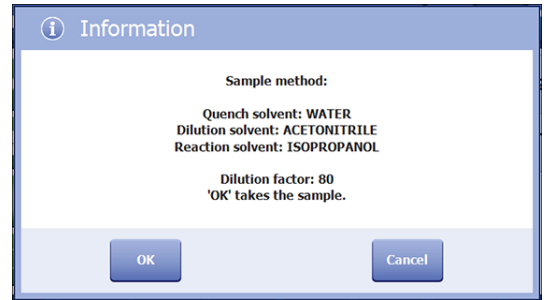 Information
Sample method:
Quench solvent: WATER
Dilution solvent: ACETONITRILE
Reaction solvent: ISOPROPANOL
Dilution factor: 80
'OK' takes the sample.
OK
Cancel